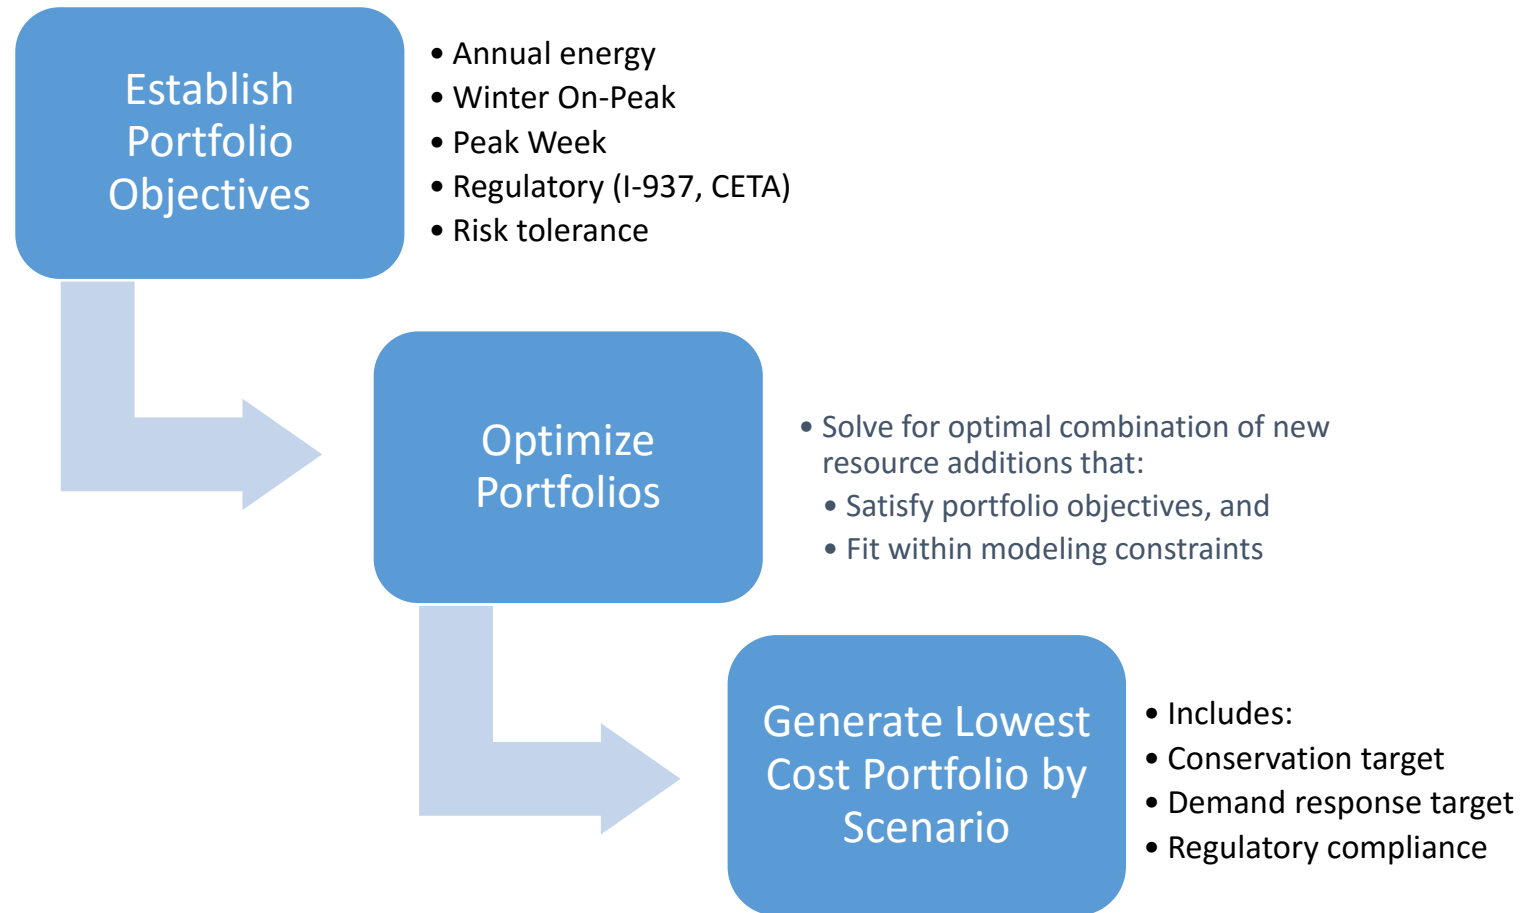 Establish
Portfolio
Objectives
• Annual energy
• Winter On-Peak
• Peak Week
• Regulatory (I-937, CETA)
• Risk tolerance
Optimize
Portfolios
• Solve for optimal combination of new
resource additions that:
• Satisfy portfolio objectives, and
• Fit within modeling constraints
Generate Lowest
Cost Portfolio by
Scenario
• Includes:
• Conservation target
• Demand response target
• Regulatory compliance